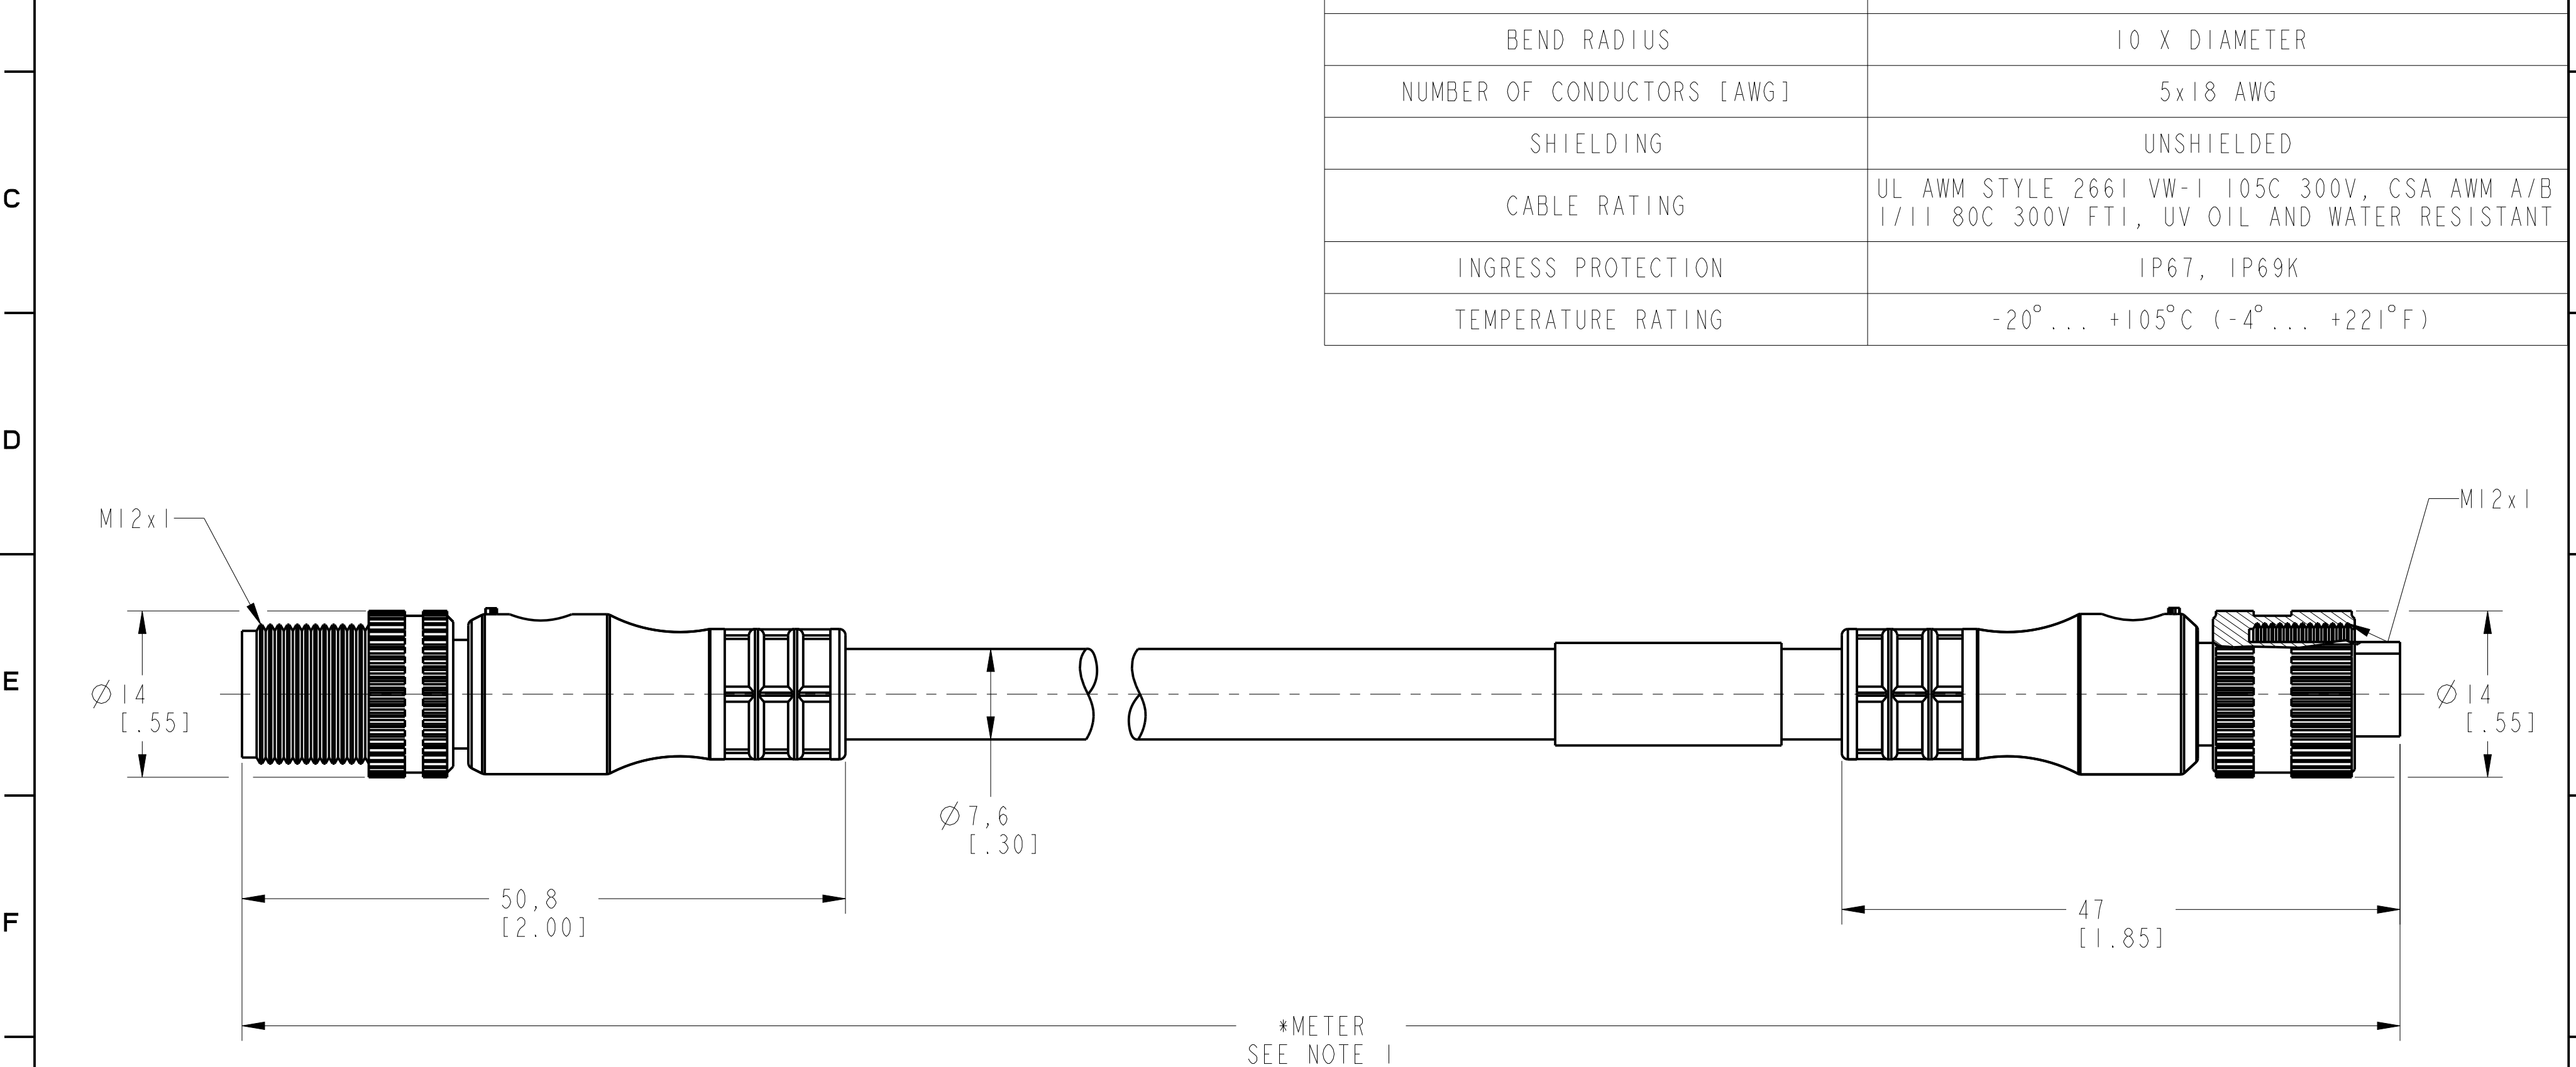 BEND RADIUS 10 X DIAMETER
NUMBER OF CONDUCTORS [AWG] 5x18 AWG
SHIELDING UNSHIELDED
CABLE RATING UL AWM STYLE 2661 VW-1 105C 300V, CSA AWM A/B
I/II 80C 300V FT1, UV OIL AND WATER RESISTANT
INGRESS PROTECTION IP67, IP69K
TEMPERATURE RATING -20°... +105°C (-4°... +221°F)
C
D
M12x1
M12x1
E
Ø14
[.55]
Ø14
[.55]
Ø7,6
[.30]
F
50,8
[2.00]
47
[1.85]
*METER
SEE NOTE 1